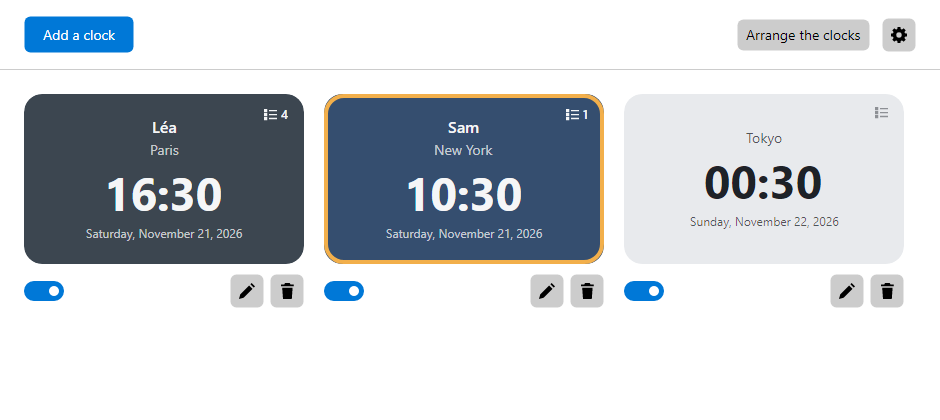 Add a clock
Arrange the clocks
4
Léa
Paris
16:30
Saturday, November 21, 2026
1
Sam
New York
10:30
Saturday, November 21, 2026
Tokyo
00:30
Sunday, November 22, 2026